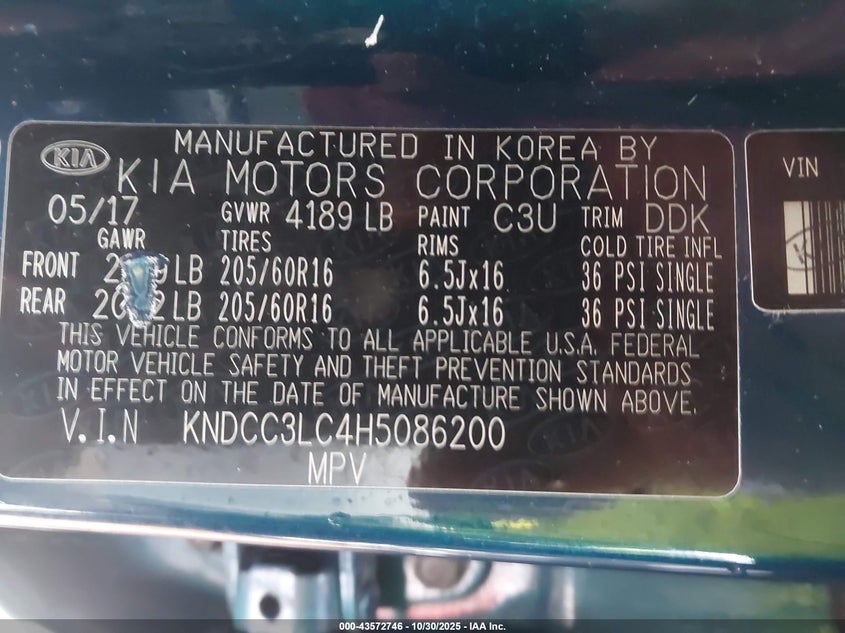 MANUFACTURED IN KOREA BY
KIA KIA MOTORS CORPORATION
05/17 GVWR 4189 LB PAINT C3U TRIM DDK
GAWR TIRES RIMS COLD TIRE INFL
FRONT LB 205/60R16 6.5Jx16 36 PSI SINGLE
REAR LB 205/60R16 6.5Jx16 36 PSI SINGLE
THIS VEHICLE CONFORMS TO ALL APPLICABLE U.S.A. FEDERAL
MOTOR VEHICLE SAFETY AND THEFT PREVENTION STANDARDS
IN EFFECT ON THE DATE OF MANUFACTURE SHOWN ABOVE.
V.I.N KNDCC3LC4H5086200
MPV
VIN
000-43572746 - 10/30/2025 - IAA Inc.